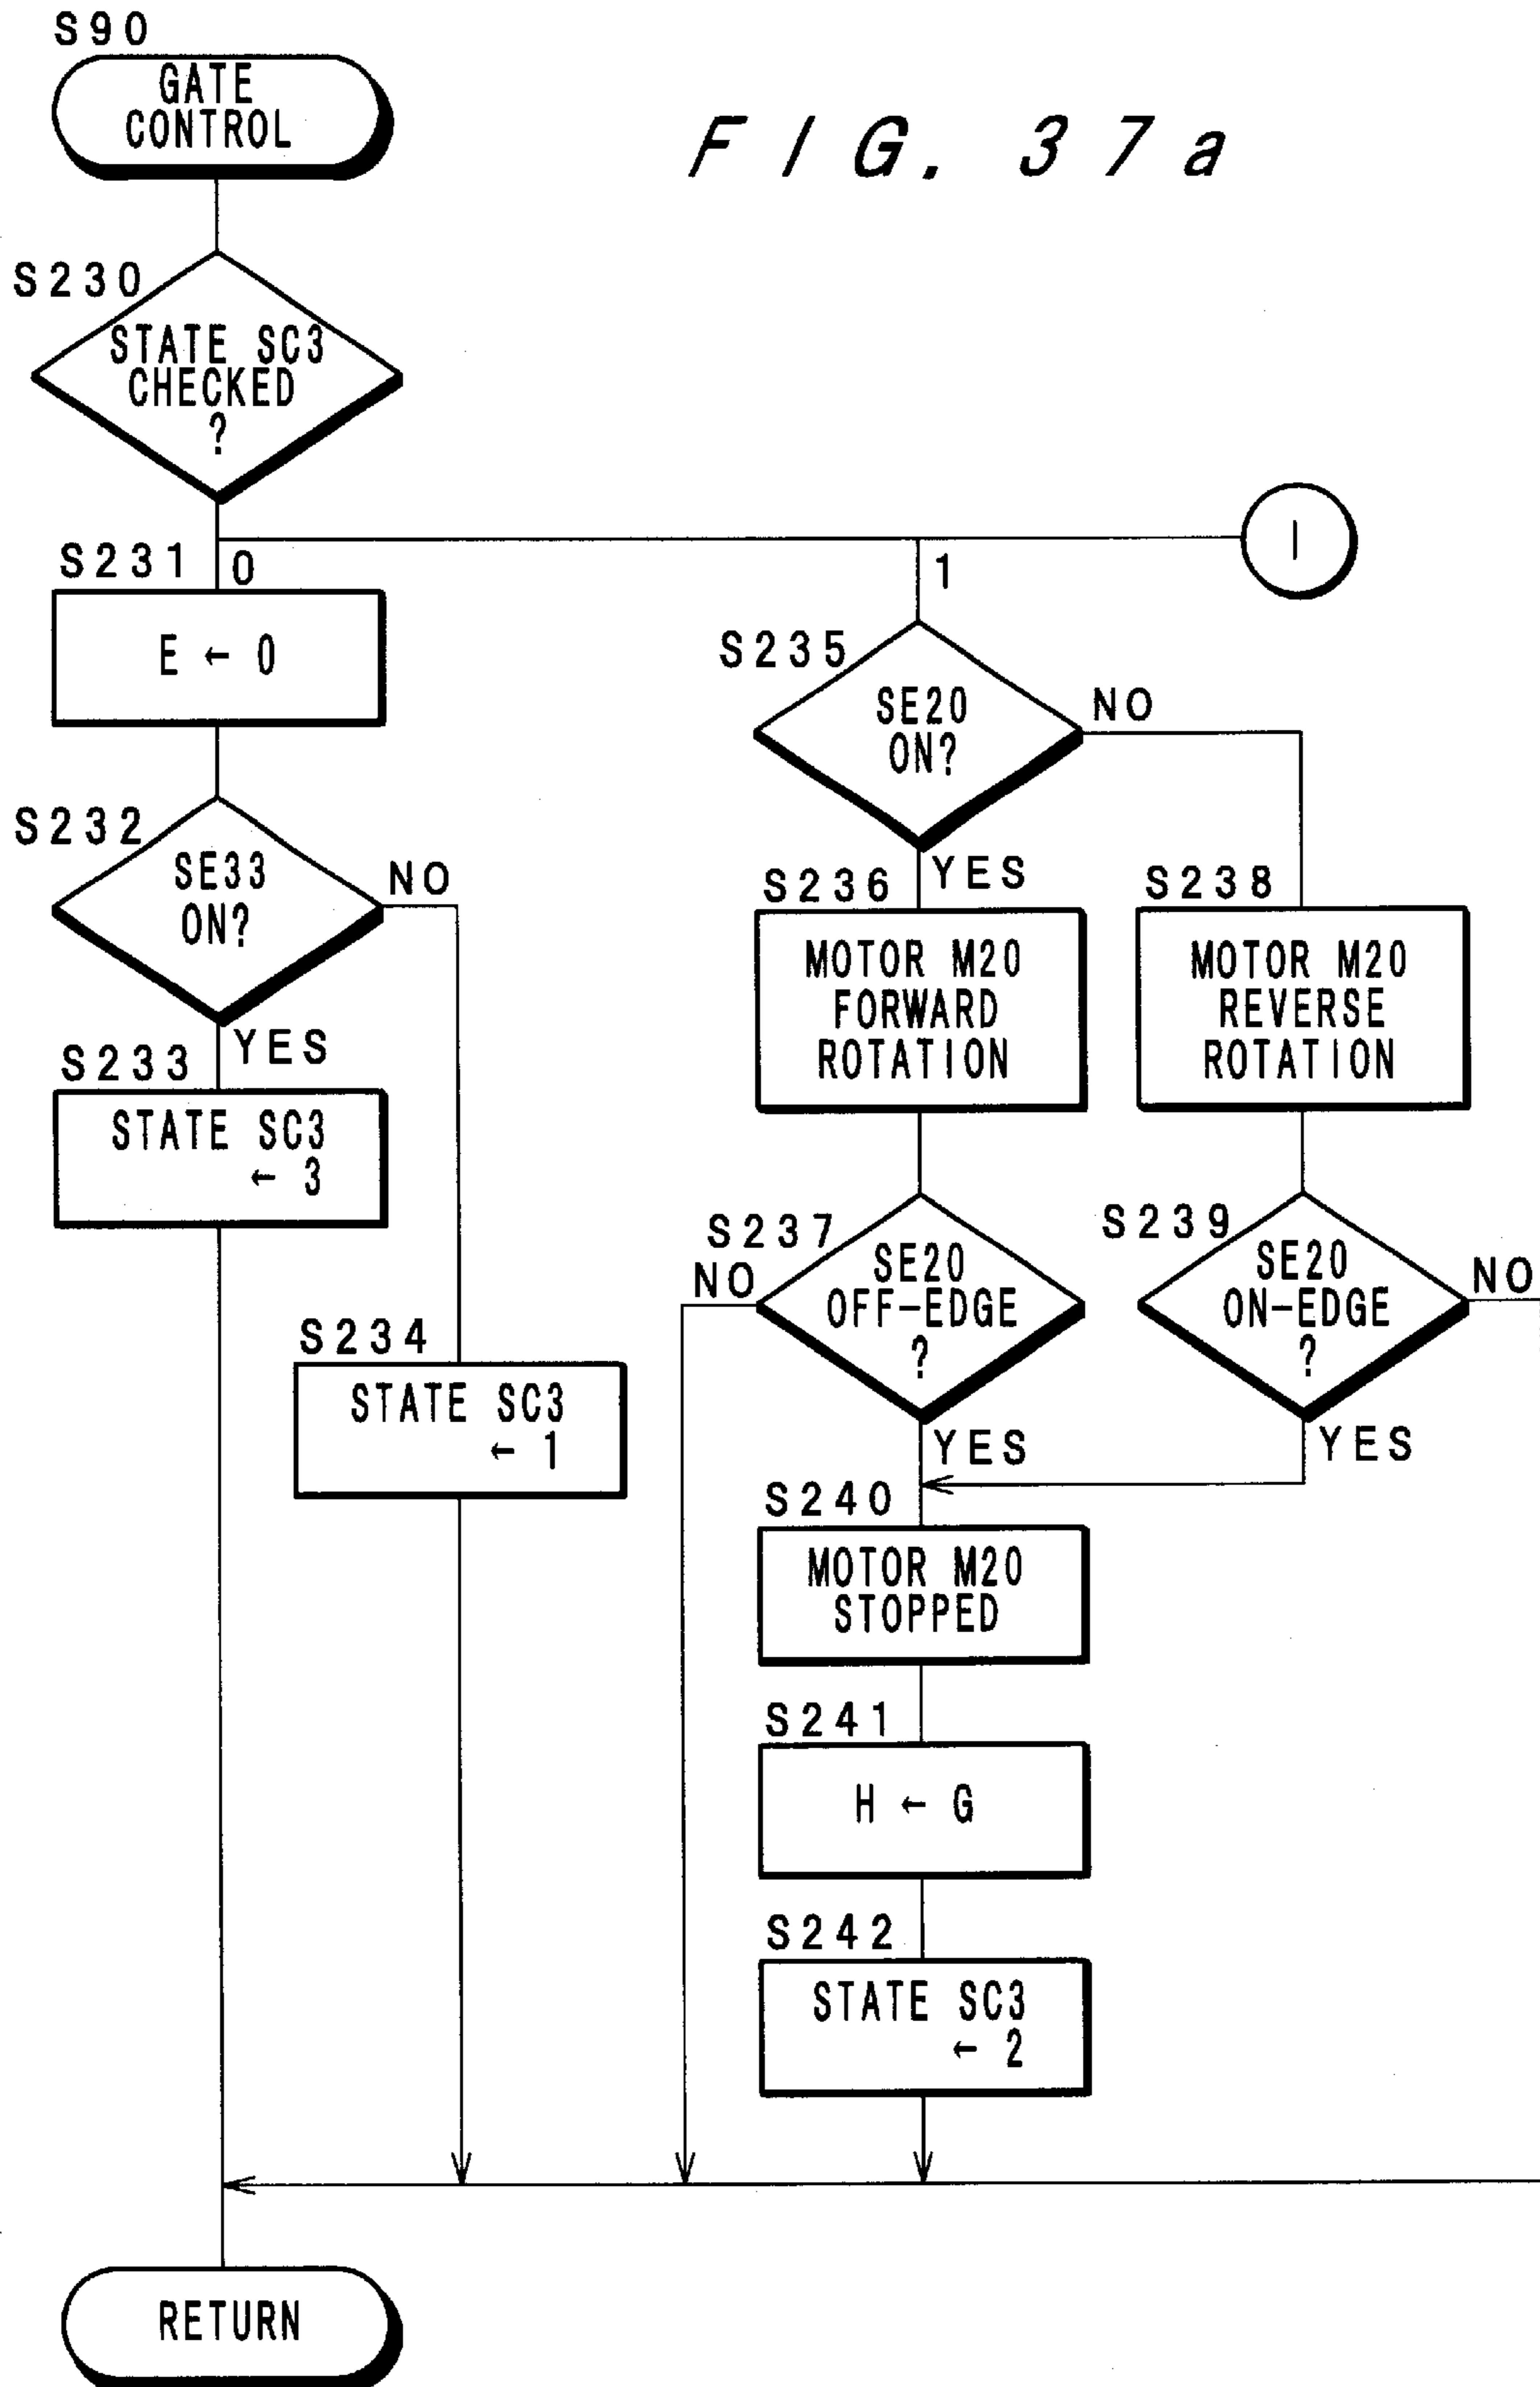 S90
GATE
CONTROL
FIG. 37a
S230
STATE SC3
CHECKED
?
I
S231
0
E ← 0
1
S235
SE20
ON?
NO
S232
SE33
ON?
NO
YES
S236
MOTOR M20
FORWARD
ROTATION
S238
MOTOR M20
REVERSE
ROTATION
YES
S233
STATE SC3
← 3
S237
SE20
OFF-EDGE
?
NO
S239
SE20
ON-EDGE
?
NO
S234
STATE SC3
← 1
YES
YES
S240
MOTOR M20
STOPPED
S241
H ← G
S242
STATE SC3
← 2
RETURN